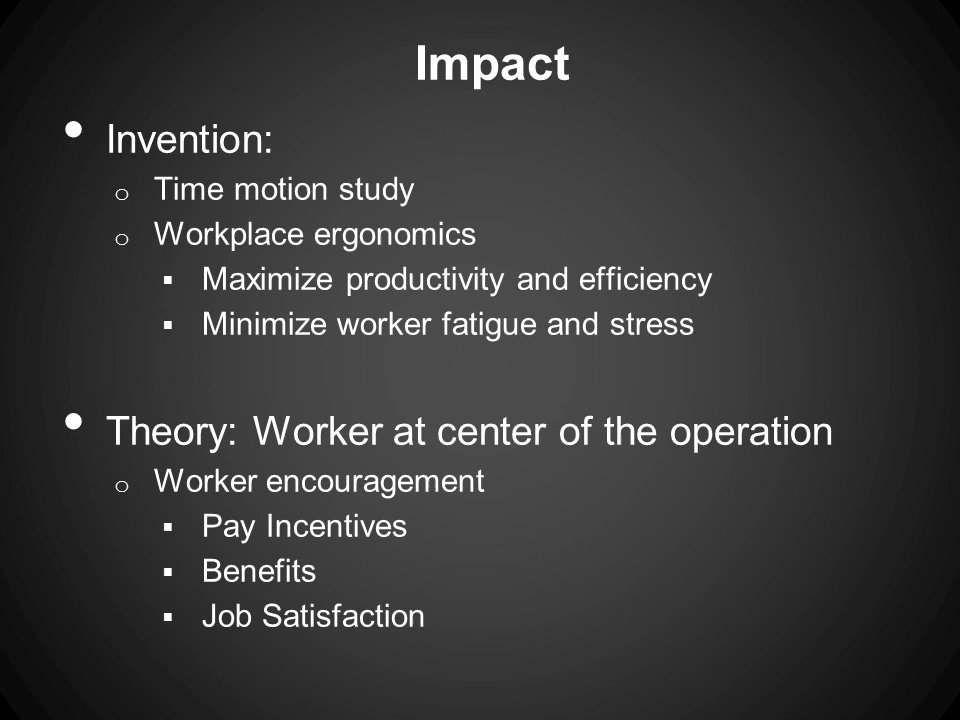 Impact
• Invention:
o Time motion study
o Workplace ergonomics
▪ Maximize productivity and efficiency
▪ Minimize worker fatigue and stress
• Theory: Worker at center of the operation
o Worker encouragement
▪ Pay Incentives
▪ Benefits
▪ Job Satisfaction